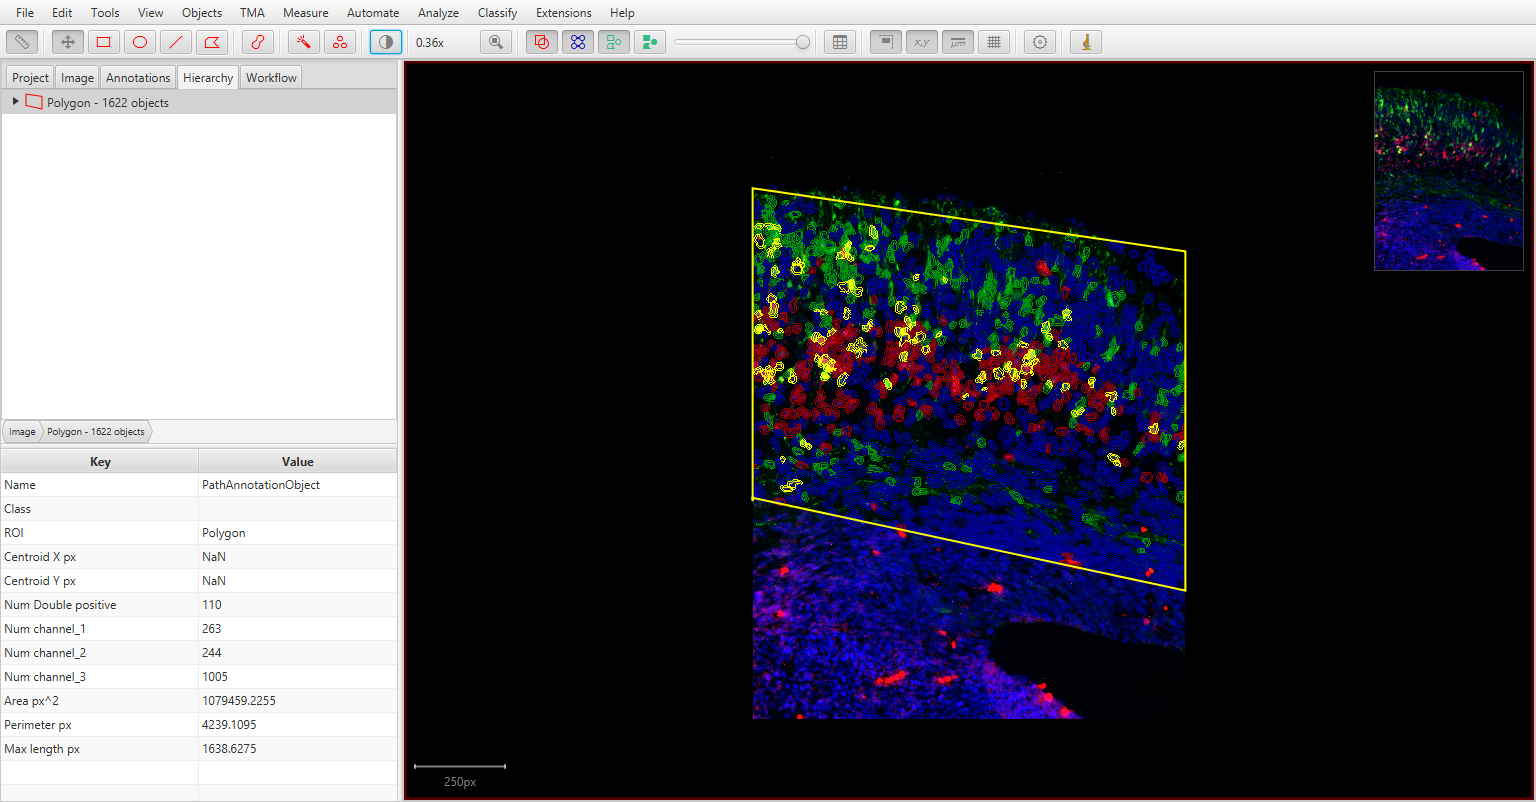 File Edit Tools View Objects TMA Measure Automate Analyze Classify Extensions Help
0.36x x,y μm
Project Image Annotations Hierarchy Workflow
Polygon - 1622 objects
Image Polygon - 1622 objects
Key Value
Name PathAnnotationObject
Class
ROI Polygon
Centroid X px NaN
Centroid Y px NaN
Num Double positive 110
Num channel_1 263
Num channel_2 244
Num channel_3 1005
Area px^2 1079459.2255
Perimeter px 4239.1095
Max length px 1638.6275
250px